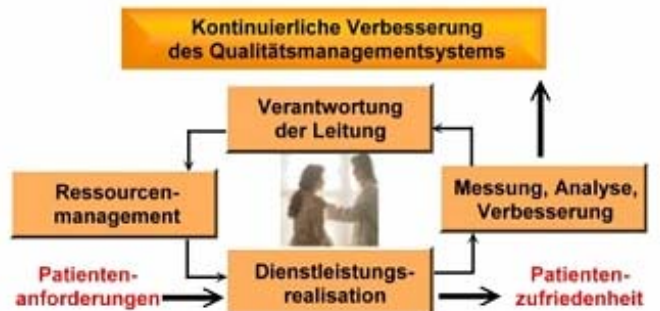 Kontinuierliche Verbesserung
des Qualitätsmanagementsystems
Verantwortung
der Leitung
Ressourcen-
management
Messung, Analyse,
Verbesserung
Patienten-
anforderungen
Dienstleistungs-
realisation
Patienten-
zufriedenheit